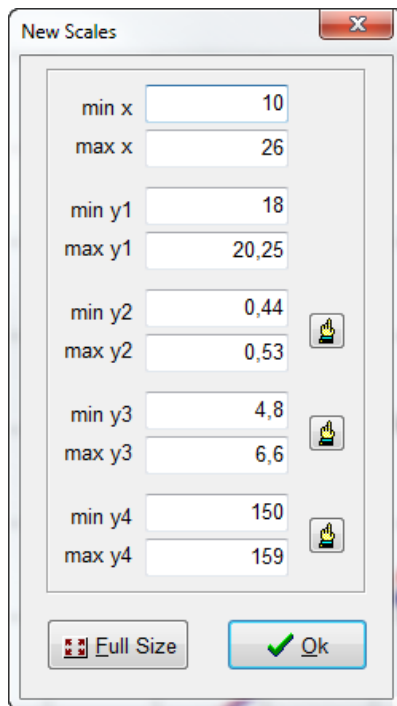 New Scales
min x 10
max x 26
min y1 18
max y1 20,25
min y2 0,44
max y2 0,53
min y3 4,8
max y3 6,6
min y4 150
max y4 159
Full Size Ok